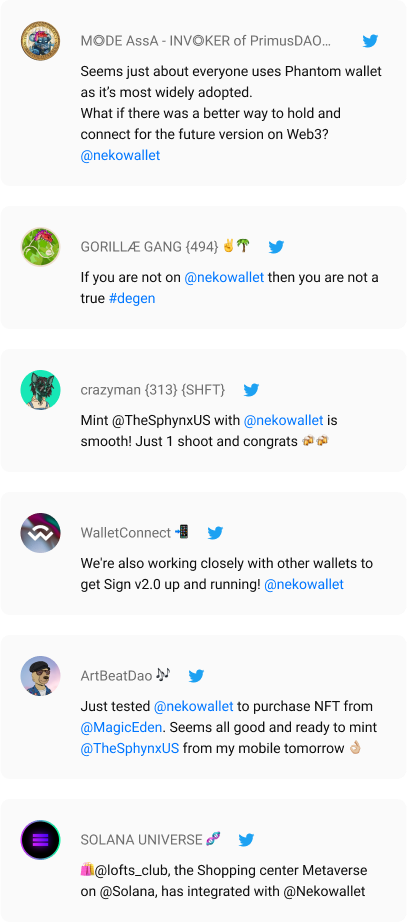 M◎DE AssA - INV◎KER of PrimusDAO...
Seems just about everyone uses Phantom wallet
as it’s most widely adopted.
What if there was a better way to hold and
connect for the future version on Web3?
@nekowallet
GORILLÆ GANG {494} ✌🌴
If you are not on @nekowallet then you are not a
true #degen
crazyman {313} {SHFT}
Mint @TheSphynxUS with @nekowallet is
smooth! Just 1 shoot and congrats 🍻🍻
WalletConnect 📲
We're also working closely with other wallets to
get Sign v2.0 up and running! @nekowallet
ArtBeatDao 🎶
Just tested @nekowallet to purchase NFT from
@MagicEden. Seems all good and ready to mint
@TheSphynxUS from my mobile tomorrow 👌🏼
SOLANA UNIVERSE 🧬
🛍@lofts_club, the Shopping center Metaverse
on @Solana, has integrated with @Nekowallet